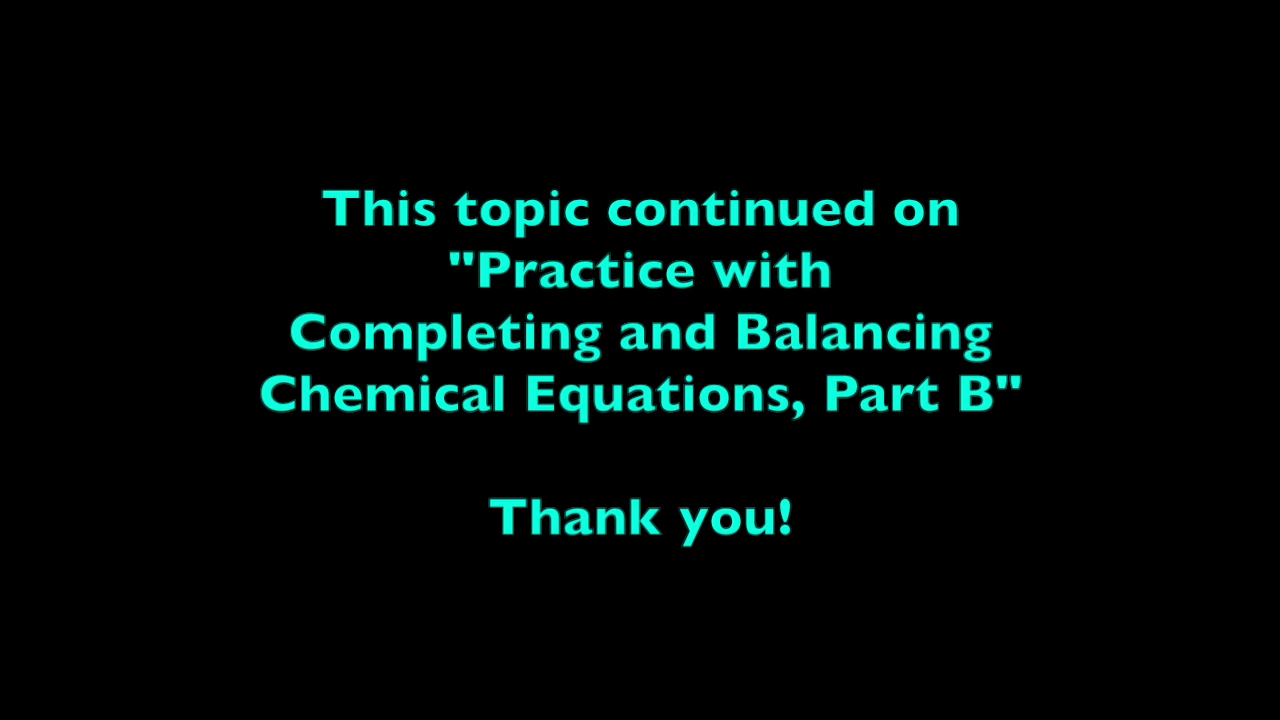 This topic continued on
"Practice with
Completing and Balancing
Chemical Equations, Part B"
Thank you!